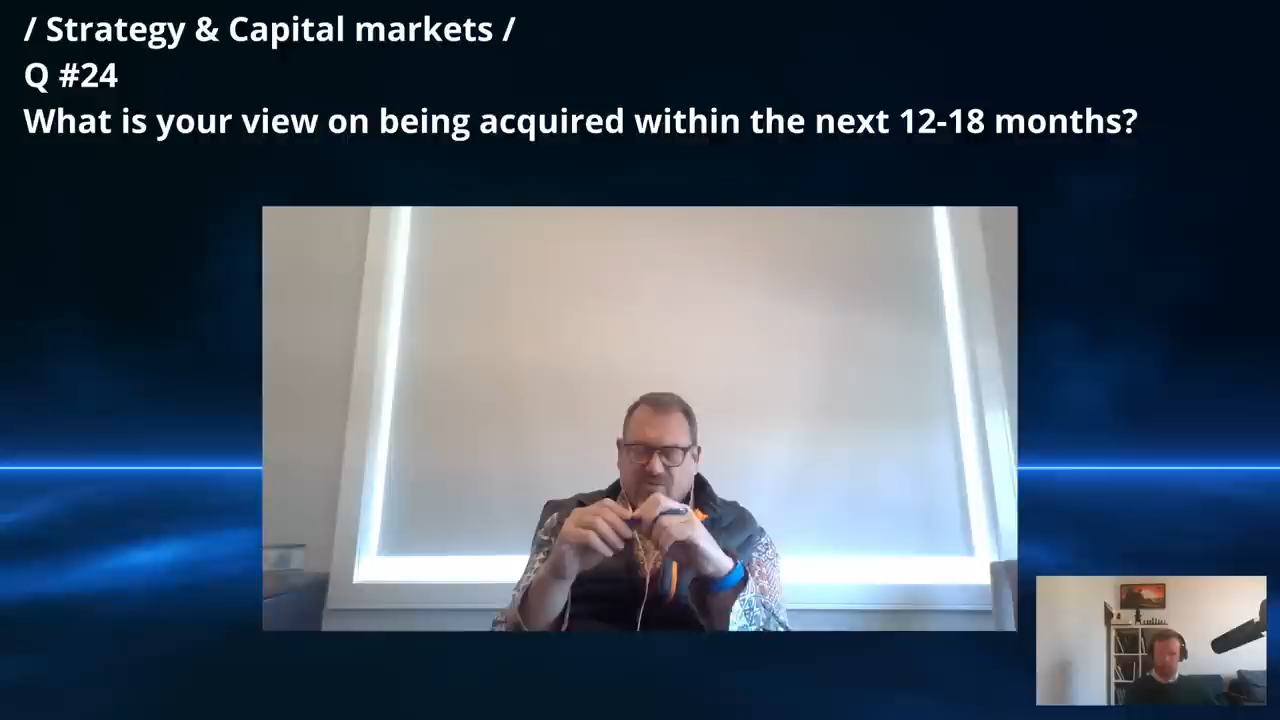 / Strategy & Capital markets /
Q #24
What is your view on being acquired within the next 12-18 months?